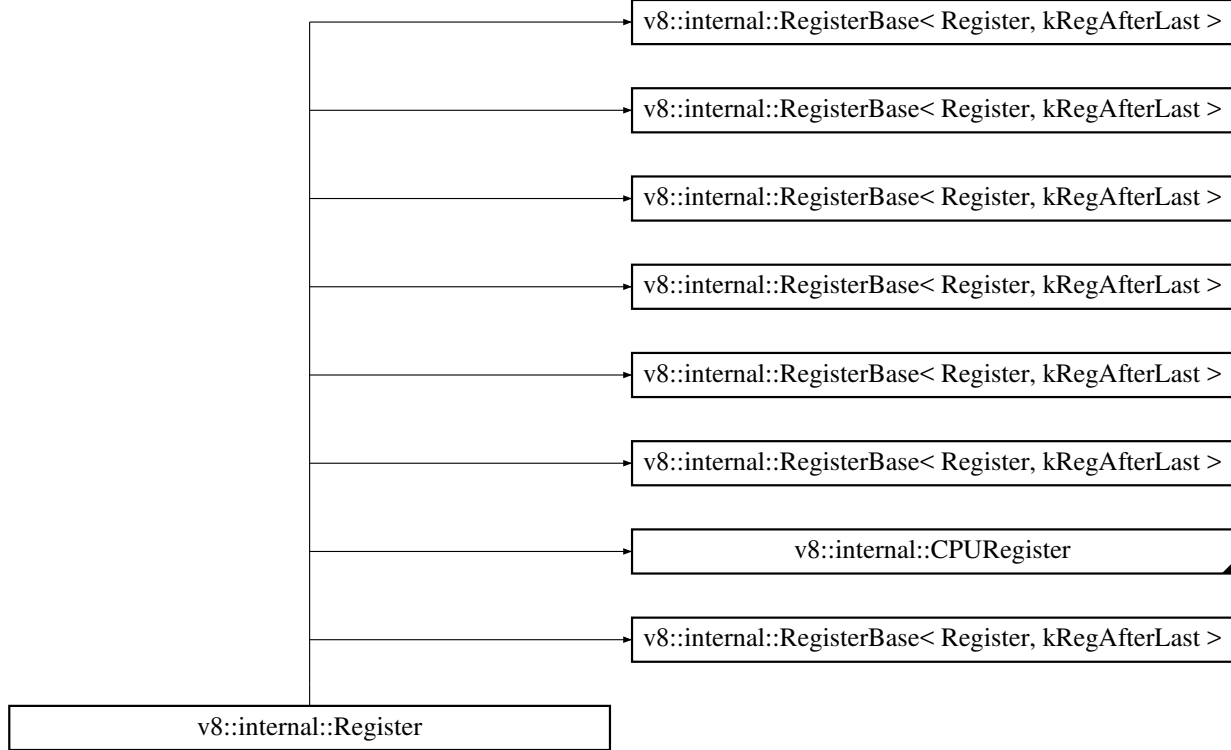 v8::internal::RegisterBase< Register, kRegAfterLast >
v8::internal::RegisterBase< Register, kRegAfterLast >
v8::internal::RegisterBase< Register, kRegAfterLast >
v8::internal::RegisterBase< Register, kRegAfterLast >
v8::internal::RegisterBase< Register, kRegAfterLast >
v8::internal::RegisterBase< Register, kRegAfterLast >
v8::internal::CPURegister
v8::internal::RegisterBase< Register, kRegAfterLast >
v8::internal::Register